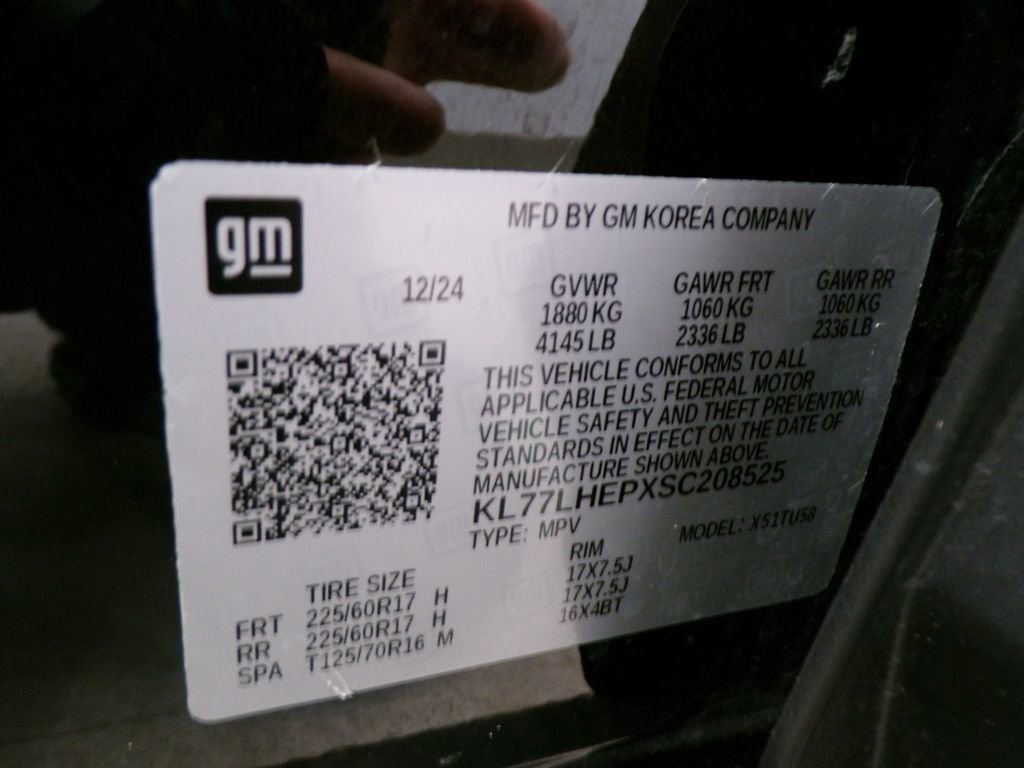 gm
MFD BY GM KOREA COMPANY
12/24
GVWR GAWR FRT GAWR RR
1880 KG 1060 KG 1060 KG
4145 LB 2336 LB 2336 LB
THIS VEHICLE CONFORMS TO ALL
APPLICABLE U.S. FEDERAL MOTOR
VEHICLE SAFETY AND THEFT PREVENTION
STANDARDS IN EFFECT ON THE DATE OF
MANUFACTURE SHOWN ABOVE.
KL77LHEPXSC208525
TYPE: MPV MODEL: X51TU58
TIRE SIZE RIM
FRT 225/60R17 H 17X7.5J
RR 225/60R17 H 17X7.5J
SPA T125/70R16 M 16X4BT